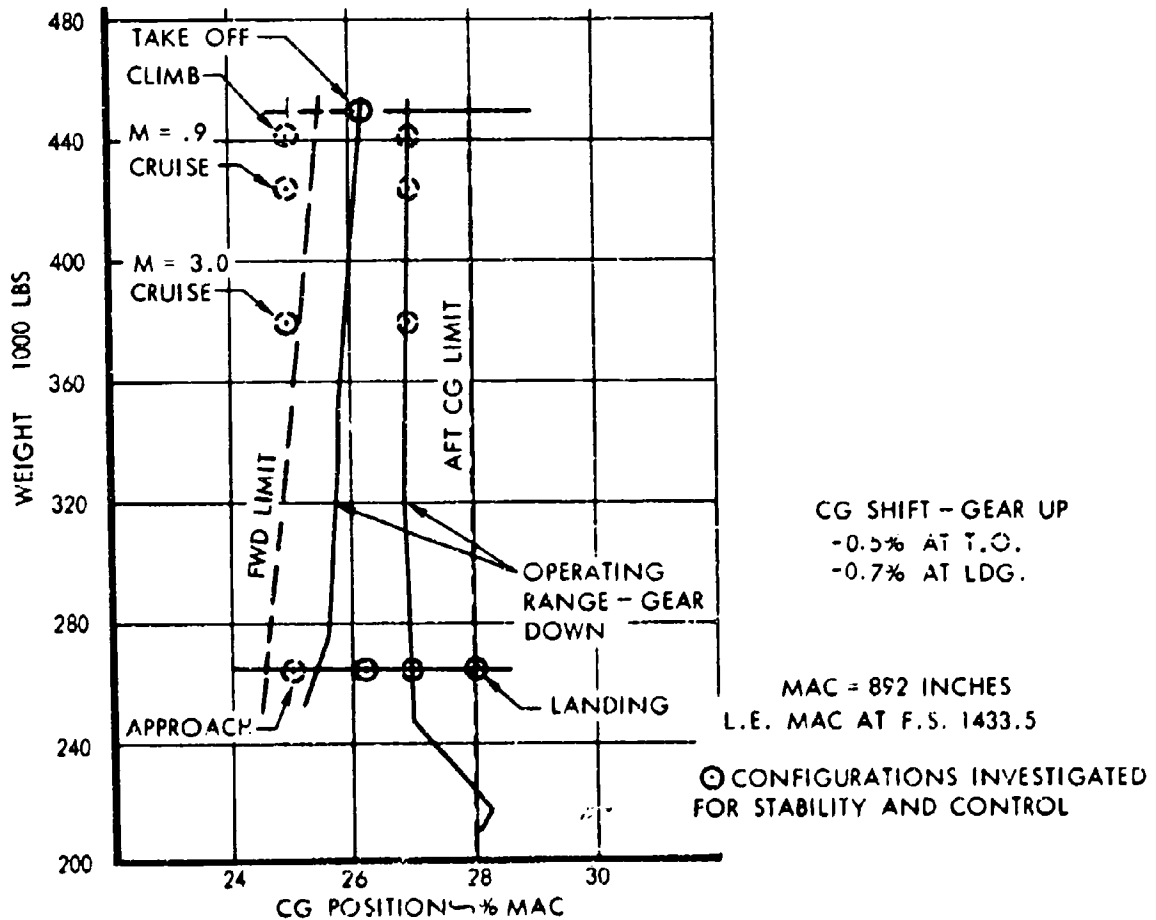 480
TAKE OFF
CLIMB
M = .9
440
CRUISE
400
M = 3.0
CRUISE
WEIGHT 1000 LBS
360
FWD LIMIT
AFT CG LIMIT
320
CG SHIFT - GEAR UP
-0.5% AT T.O.
-0.7% AT LDG.
OPERATING
RANGE - GEAR
DOWN
280
LANDING
APPROACH
MAC = 892 INCHES
L.E. MAC AT F.S. 1433.5
240
⊙ CONFIGURATIONS INVESTIGATED
FOR STABILITY AND CONTROL
200
24 26 28 30
CG POSITION ~ % MAC